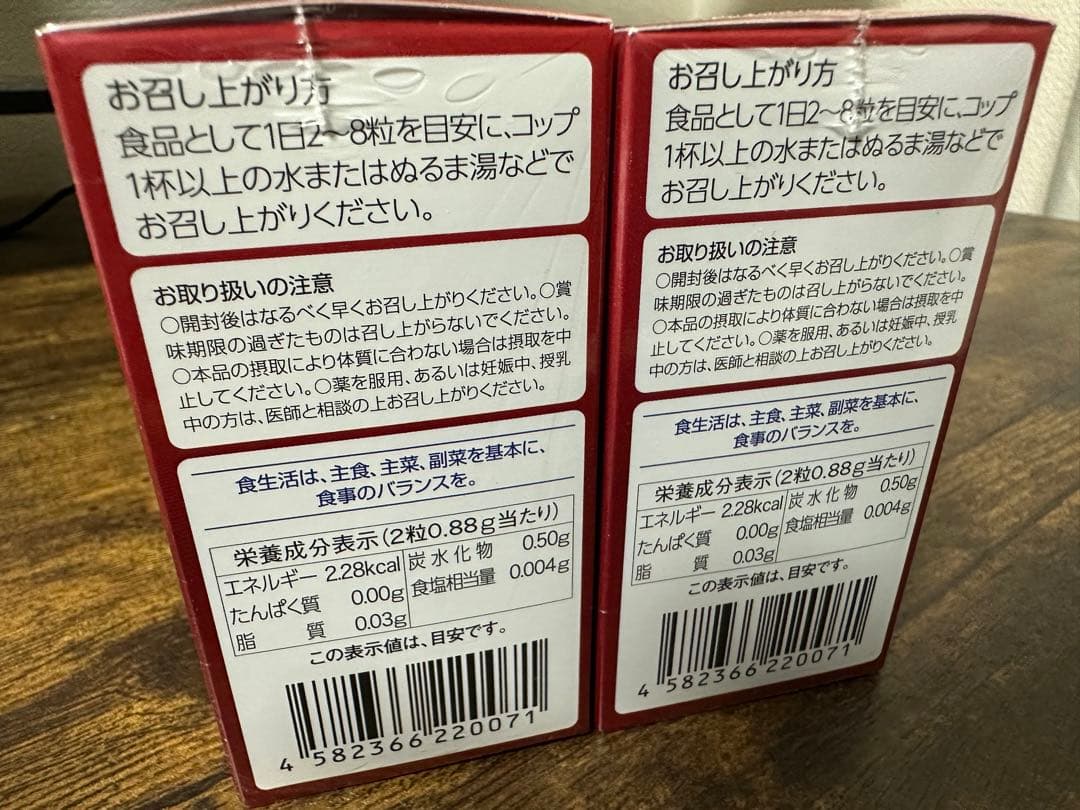 お召し上がり方
食品として1日2〜8粒を目安に、コップ
1杯以上の水またはぬるま湯などで
お召し上がりください。
お取り扱いの注意
○開封後はなるべく早くお召し上がりください。○賞
味期限の過ぎたものは召し上がらないでください。
○本品の摂取により体質に合わない場合は摂取を中
止してください。○薬を服用、あるいは妊娠中、授乳
中の方は、医師と相談の上お召し上がりください。
食生活は、主食、主菜、副菜を基本に、
食事のバランスを。
栄養成分表示(2粒0.88g当たり)
エネルギー 2.28kcal 炭水化物 0.50g
たんぱく質 0.00g 食塩相当量 0.004g
脂質 0.03g
この表示値は、目安です。
4 582366 220071
お召し上がり方
食品として1日2〜8粒を目安に、コップ
1杯以上の水またはぬるま湯などで
お召し上がりください。
お取り扱いの注意
○開封後はなるべく早くお召し上がりください。○賞
味期限の過ぎたものは召し上がらないでください。
○本品の摂取により体質に合わない場合は摂取を中
止してください。○薬を服用、あるいは妊娠中、授乳
中の方は、医師と相談の上お召し上がりください。
食生活は、主食、主菜、副菜を基本に、
食事のバランスを。
栄養成分表示(2粒0.88g当たり)
エネルギー 2.28kcal 炭水化物 0.50g
たんぱく質 0.00g 食塩相当量 0.004g
脂質 0.03g
この表示値は、目安です。
4 582366 220071